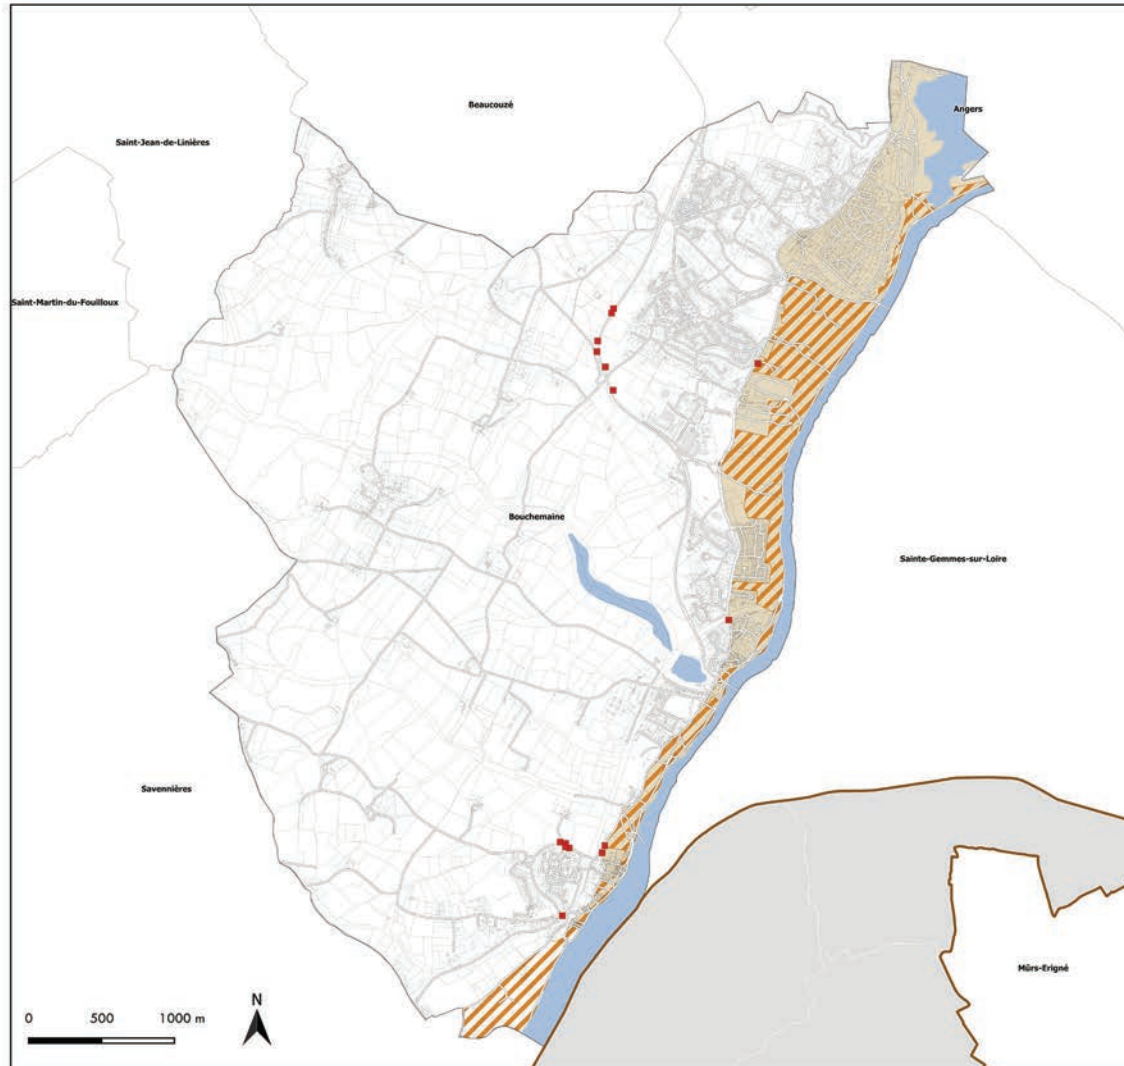 Beaucouzé
Angers
Saint-Jean-de-Linières
Saint-Martin-du-Fouilloux
Bouchemaine
Sainte-Gemmes-sur-Loire
Savennières
Mûrs-Erigné
N
0 500 1000 m